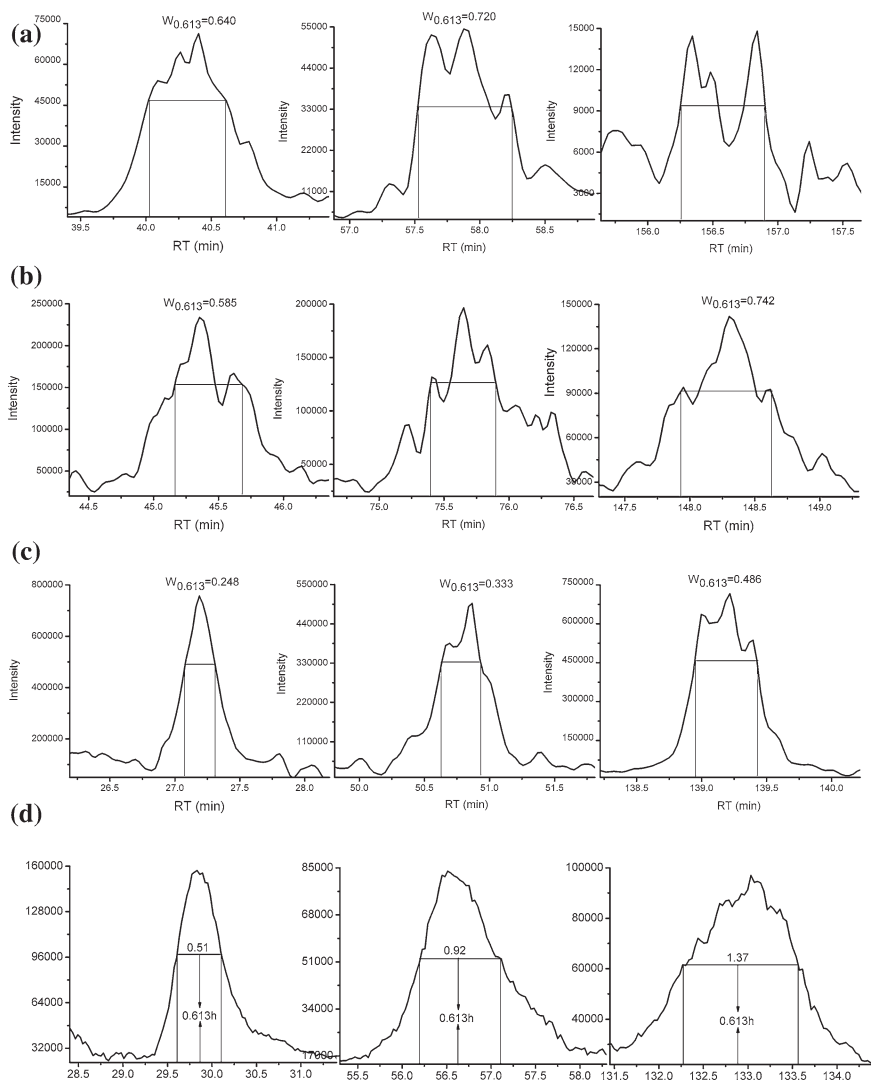 (a)
W0.613=0.640
75000
60000
45000
30000
15000
Intensity
39.5 40.0 40.5 41.0
RT (min)
W0.613=0.720
55000
44000
33000
22000
11000
Intensity
57.0 57.5 58.0 58.5
RT (min)
15000
12000
9000
6000
3000
Intensity
156.0 156.5 157.0 157.5
RT (min)
(b)
W0.613=0.585
250000
200000
150000
100000
50000
Intensity
44.5 45.0 45.5 46.0
RT (min)
200000
150000
100000
50000
Intensity
75.0 75.5 76.0 76.5
RT (min)
W0.613=0.742
150000
120000
90000
60000
30000
Intensity
147.5 148.0 148.5 149.0
RT (min)
(c)
W0.613=0.248
800000
600000
400000
200000
Intensity
26.5 27.0 27.5 28.0
RT (min)
W0.613=0.333
550000
440000
330000
220000
110000
Intensity
50.0 50.5 51.0 51.5
RT (min)
W0.613=0.486
750000
600000
450000
300000
150000
Intensity
138.5 139.0 139.5 140.0
RT (min)
(d)
160000
128000
96000
64000
32000
0.51
0.613h
28.5 29.0 29.5 30.0 30.5 31.0
85000
68000
51000
34000
17000
0.92
0.613h
55.5 56.0 56.5 57.0 57.5 58.0
100000
80000
60000
40000
1.37
0.613h
131.5 132.0 132.5 133.0 133.5 134.0